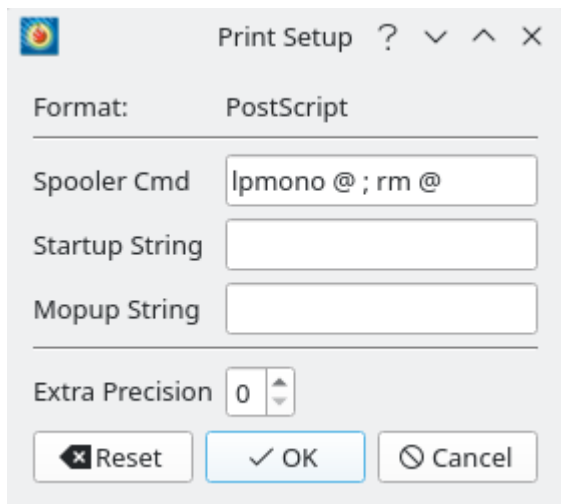 Print Setup ?
Format: PostScript
Spooler Cmd lpmono @ ; rm @
Startup String
Mopup String
Extra Precision 0
Reset OK Cancel